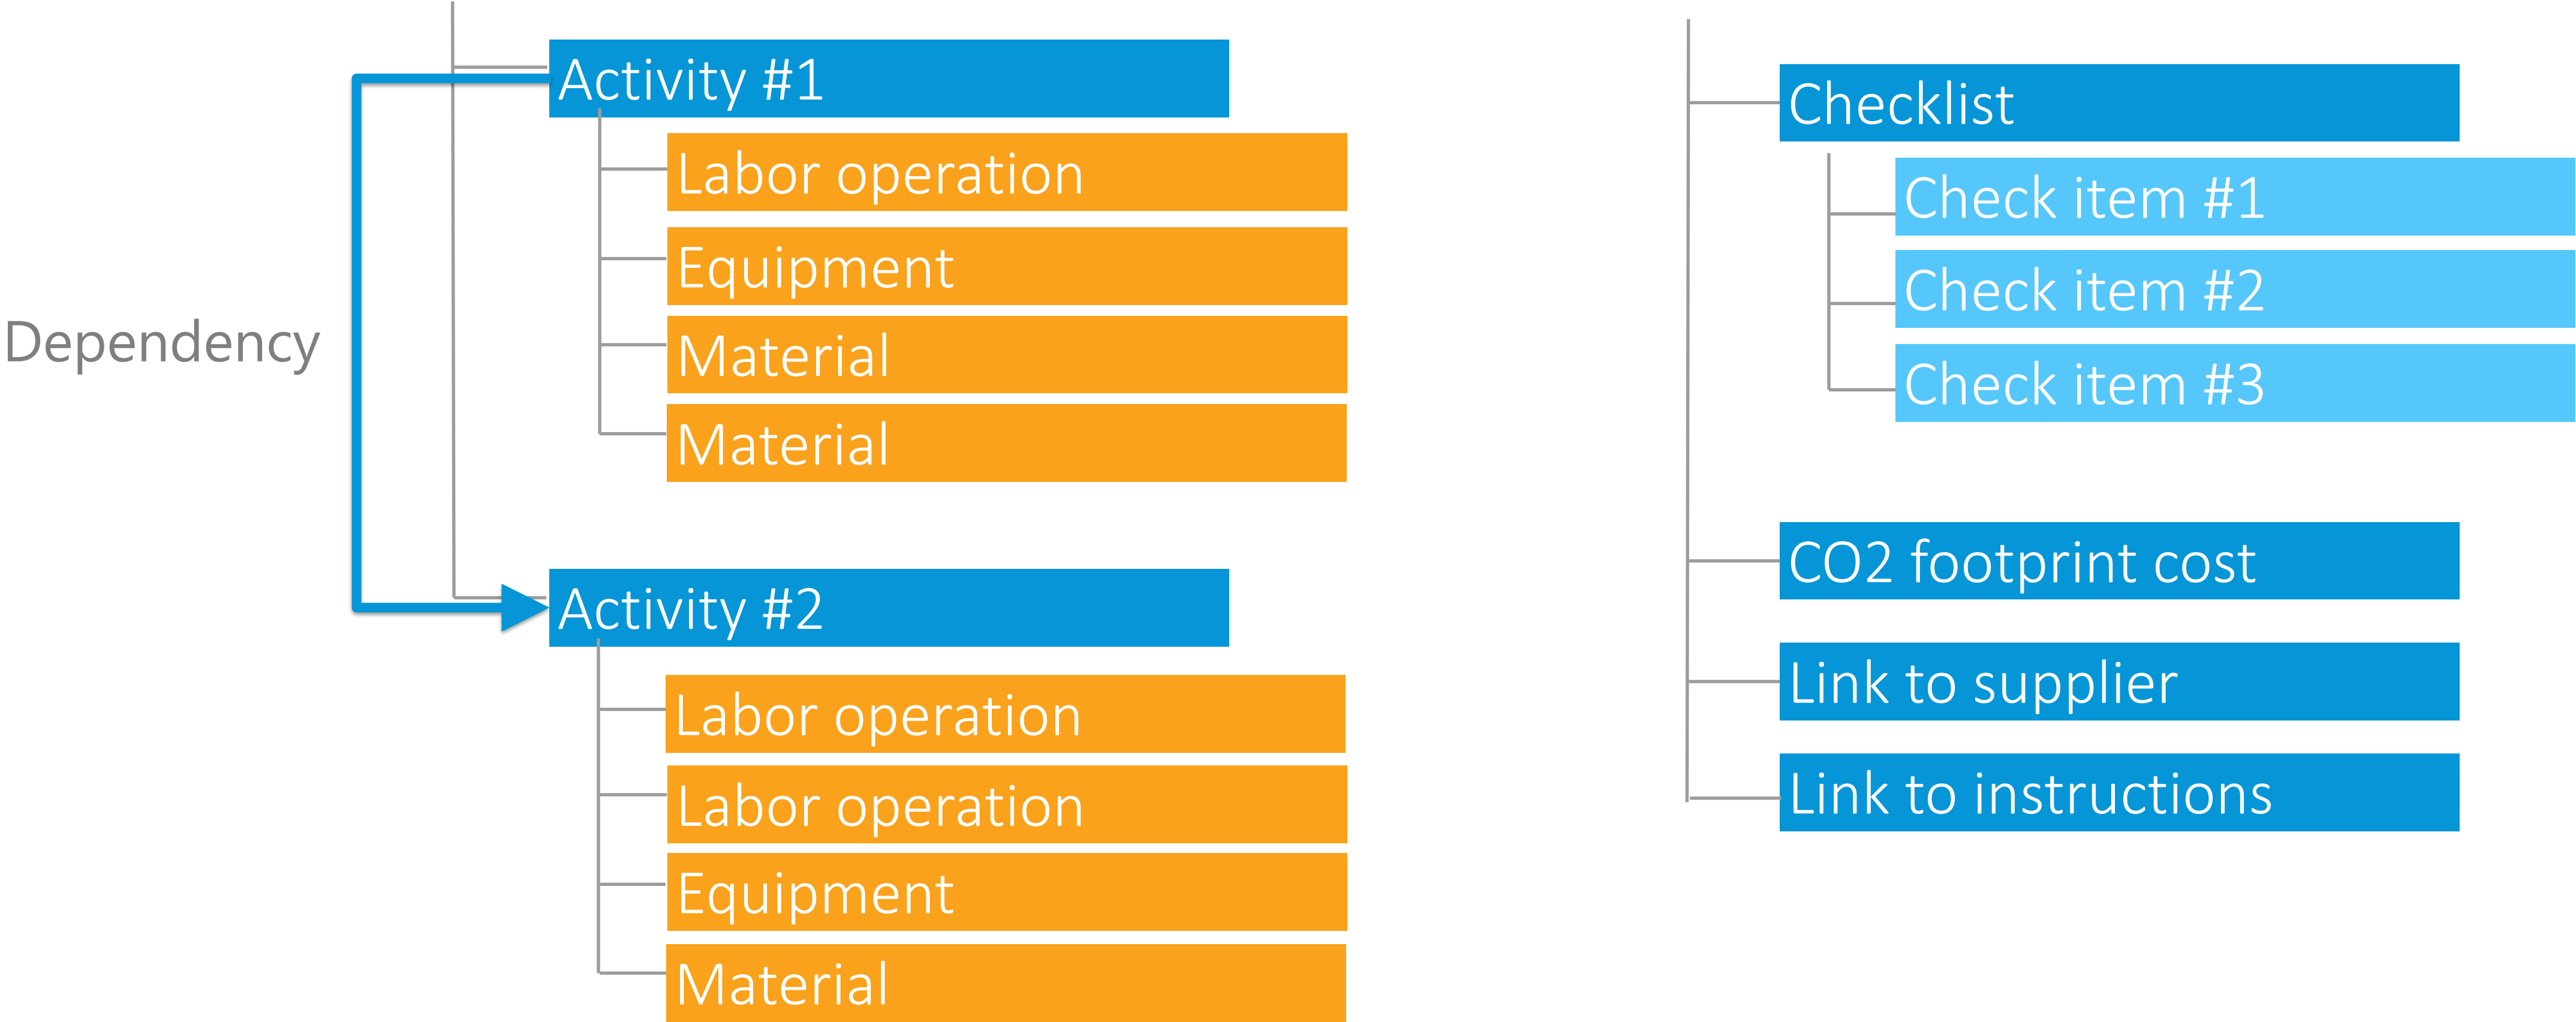 Dependency
Activity #1
Labor operation
Equipment
Material
Material
Activity #2
Labor operation
Labor operation
Equipment
Material
Checklist
Check item #1
Check item #2
Check item #3
CO2 footprint cost
Link to supplier
Link to instructions